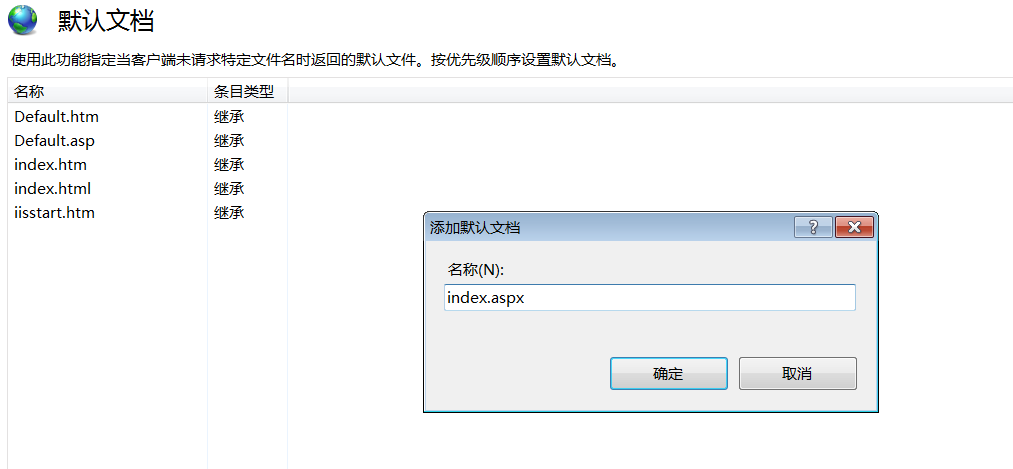 默认文档
使用此功能指定当客户端未请求特定文件名时返回的默认文件。按优先级顺序设置默认文档。
名称 条目类型
Default.htm 继承
Default.asp 继承
index.htm 继承
index.html 继承
iisstart.htm 继承
添加默认文档 ?
名称(N):
index.aspx
确定 取消